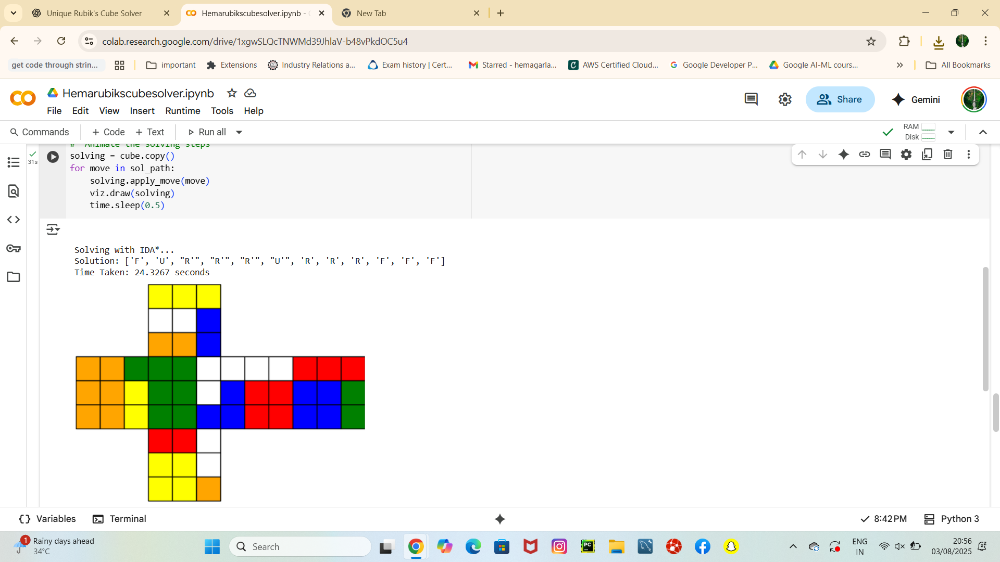 Unique Rubik's Cube Solver
Hemarubikscubesolver.ipynb -
New Tab
colab.research.google.com/drive/1xgwSLQcTNWMd39JhlaV-b48vPkdOC5u4
get code through strin...
important
Extensions
Industry Relations a...
Exam history | Cert...
Starred - hemagarla...
AWS Certified Cloud...
Google Developer P...
Google AI-ML cours...
All Bookmarks
Hemarubikscubesolver.ipynb
File Edit View Insert Runtime Tools Help
Share
Gemini
Commands + Code + Text Run all
RAM
Disk
# Animate the solving steps
31s
solving = cube.copy()
for move in sol_path:
solving.apply_move(move)
viz.draw(solving)
time.sleep(0.5)
Solving with IDA*...
Solution: ['F', 'U', "R'", "R'", "R'", "U'", 'R', 'R', 'R', 'F', 'F', 'F']
Time Taken: 24.3267 seconds
{} Variables Terminal
8:42 PM Python 3
1
Rainy days ahead
34°C
Search
PC
ENG
IN
20:56
03/08/2025